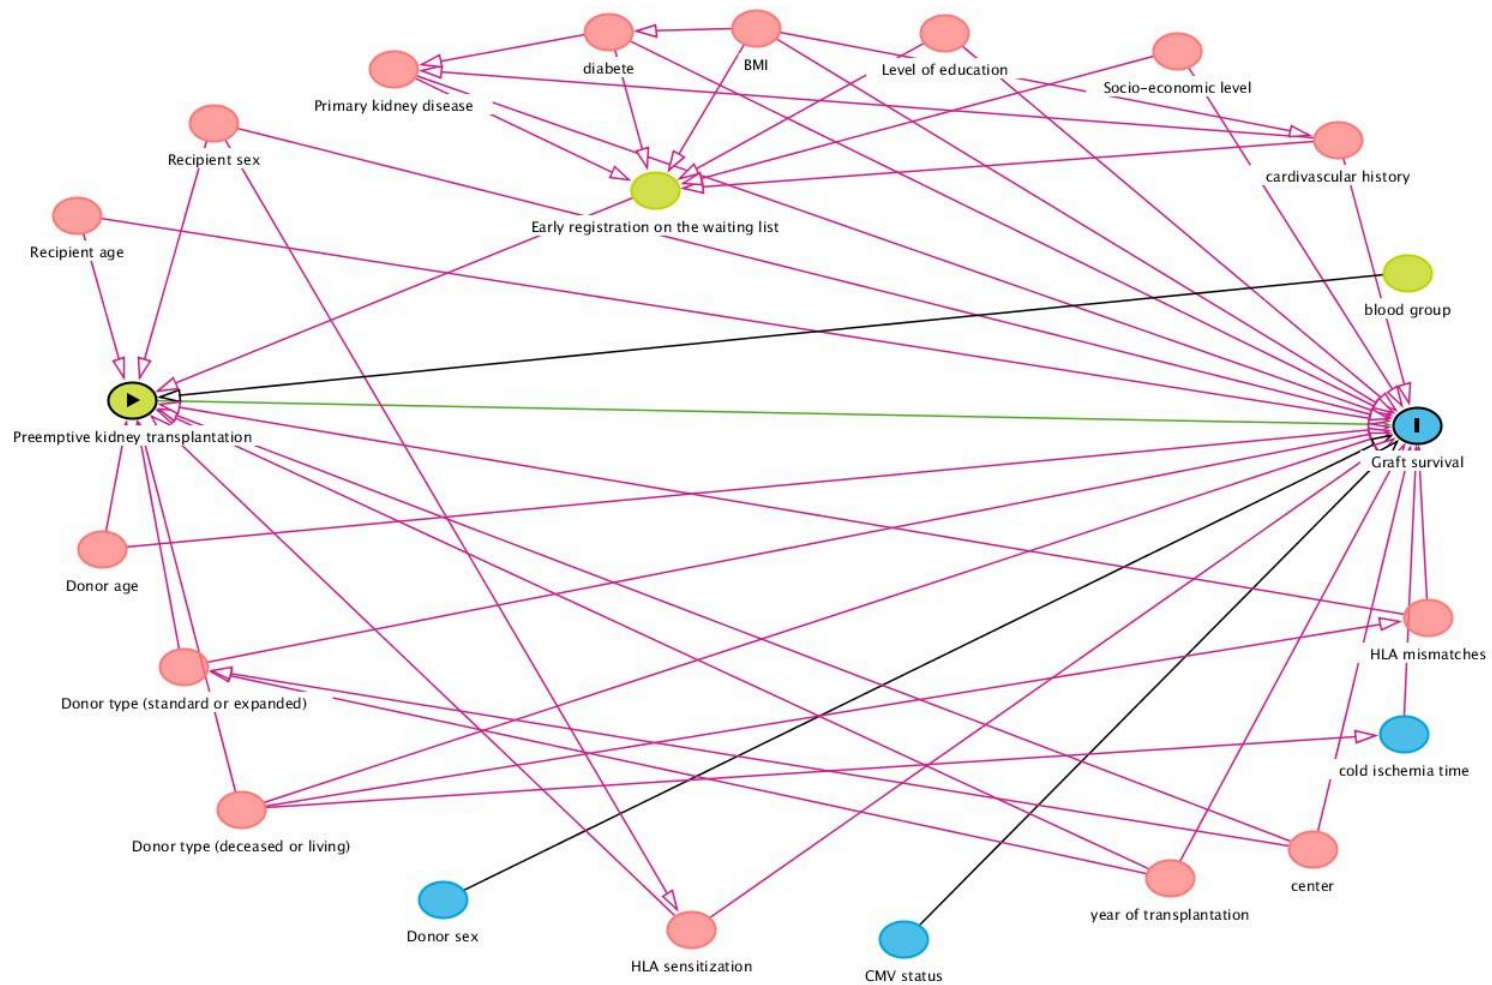 diabete
BMI
Level of education
Socio-economic level
Primary kidney disease
Recipient sex
cardivascular history
Early registration on the waiting list
Recipient age
blood group
Preemptive kidney transplantation
Graft survival
Donor age
HLA mismatches
Donor type (standard or expanded)
cold ischemia time
Donor type (deceased or living)
center
year of transplantation
Donor sex
HLA sensitization
CMV status